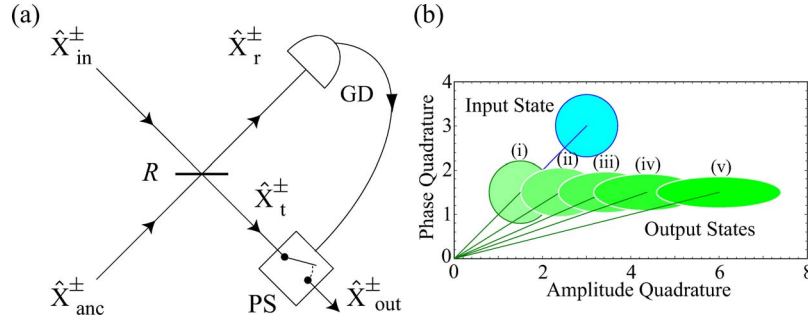 (a)
X̂±in
X̂±r
GD
R
X̂±t
X̂±anc
PS
X̂±out
(b)
Phase Quadrature
4
3
2
1
0
Input State
(i)
(ii)
(iii)
(iv)
(v)
Output States
0 2 4 6
Amplitude Quadrature